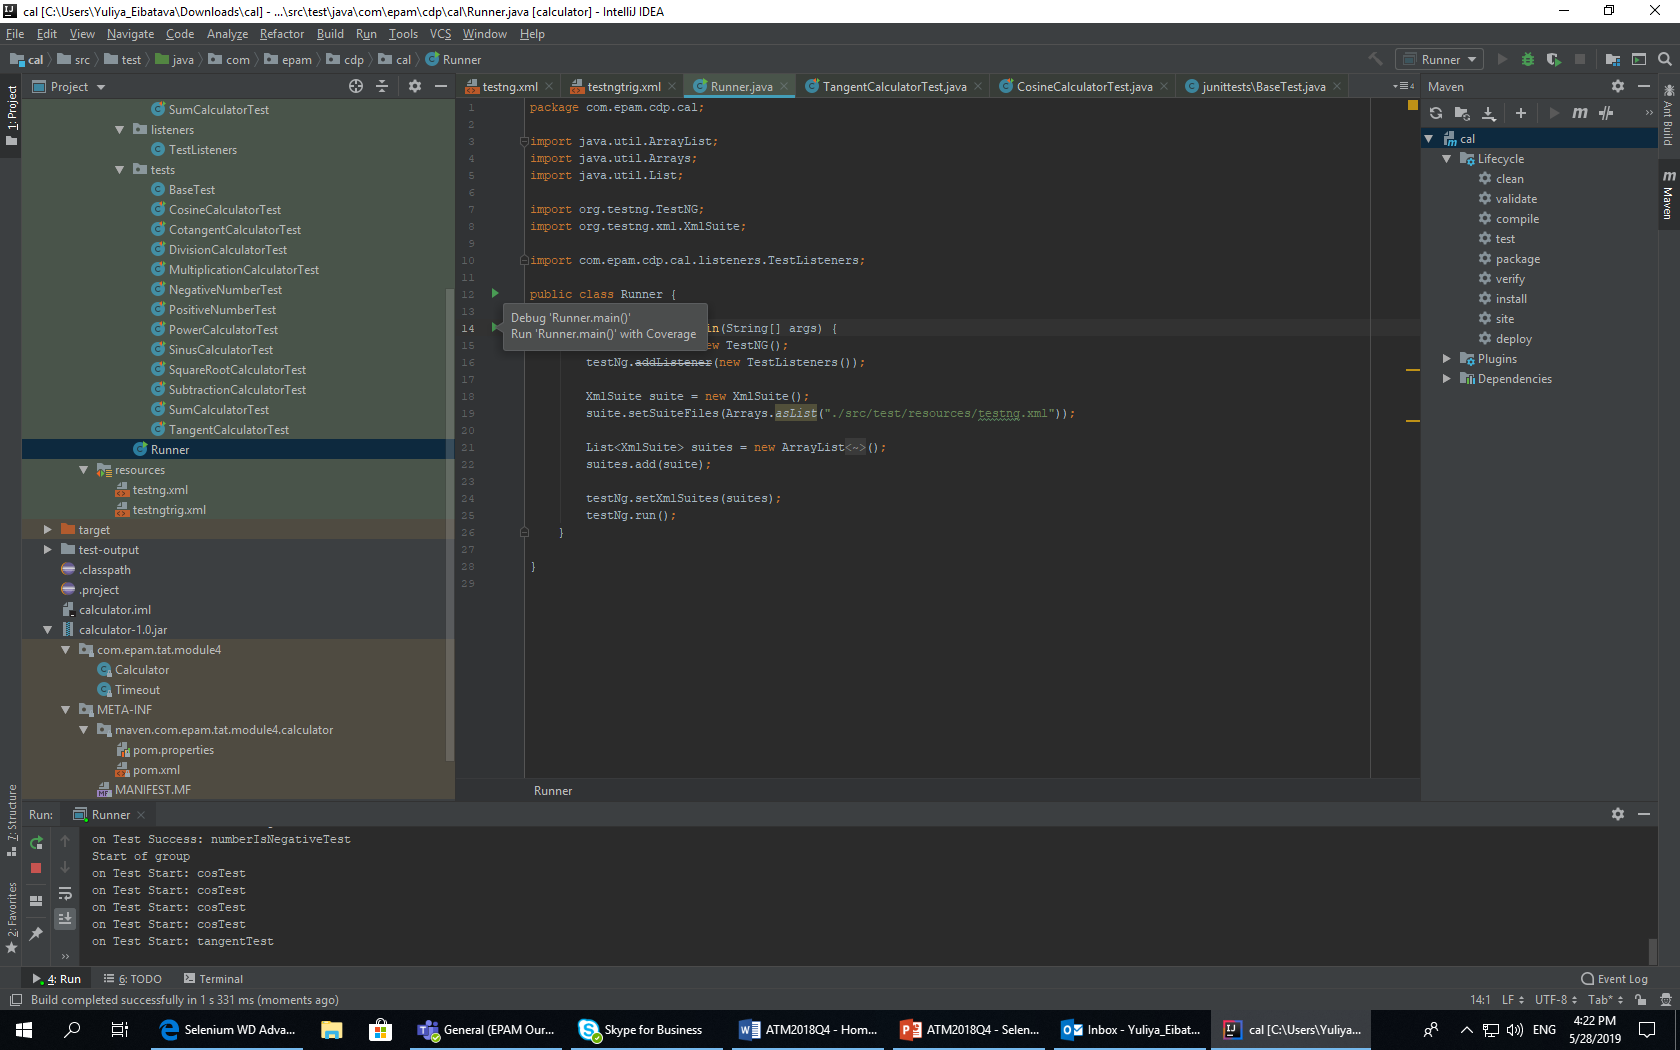 cal [C:\Users\Yuliya_Eibatava\Downloads\cal] - ...\src\test\java\com\epam\cdp\cal\Runner.java [calculator] - IntelliJ IDEA
File Edit View Navigate Code Analyze Refactor Build Run Tools VCS Window Help
cal src test java com epam cdp cal Runner
Runner
1: Project
7: Structure
2: Favorites
Project
SumCalculatorTest
listeners
TestListeners
tests
BaseTest
CosineCalculatorTest
CotangentCalculatorTest
DivisionCalculatorTest
MultiplicationCalculatorTest
NegativeNumberTest
PositiveNumberTest
PowerCalculatorTest
SinusCalculatorTest
SquareRootCalculatorTest
SubtractionCalculatorTest
SumCalculatorTest
TangentCalculatorTest
Runner
resources
testng.xml
testngtrig.xml
target
test-output
.classpath
.project
calculator.iml
calculator-1.0.jar
com.epam.tat.module4
Calculator
Timeout
META-INF
maven.com.epam.tat.module4.calculator
pom.properties
pom.xml
MANIFEST.MF
testng.xml testngtrig.xml Runner.java TangentCalculatorTest.java CosineCalculatorTest.java junittests\BaseTest.java
4
1 package com.epam.cdp.cal;
2
3 import java.util.ArrayList;
4 import java.util.Arrays;
5 import java.util.List;
6
7 import org.testng.TestNG;
8 import org.testng.xml.XmlSuite;
9
10 import com.epam.cdp.cal.listeners.TestListeners;
11
12 public class Runner {
13
Debug 'Runner.main()'
Run 'Runner.main()' with Coverage
14 in(String[] args) {
15 ew TestNG();
16 testNg.addListener(new TestListeners());
17
18 XmlSuite suite = new XmlSuite();
19 suite.setSuiteFiles(Arrays.asList("./src/test/resources/testng.xml"));
20
21 List<XmlSuite> suites = new ArrayList<~>();
22 suites.add(suite);
23
24 testNg.setXmlSuites(suites);
25 testNg.run();
26 }
27
28 }
29
Runner
Maven
cal
Lifecycle
clean
validate
compile
test
package
verify
install
site
deploy
Plugins
Dependencies
Ant Build
Maven
Run: Runner
on Test Success: numberIsNegativeTest
Start of group
on Test Start: cosTest
on Test Start: cosTest
on Test Start: cosTest
on Test Start: cosTest
on Test Start: tangentTest
4: Run 6: TODO Terminal Event Log
Build completed successfully in 1 s 331 ms (moments ago) 14:1 LF UTF-8 Tab*
Selenium WD Adva... General (EPAM Our... Skype for Business ATM2018Q4 - Hom... ATM2018Q4 - Selen... Inbox - Yuliya_Eibat... cal [C:\Users\Yuliya... ENG
4:22 PM
5/28/2019